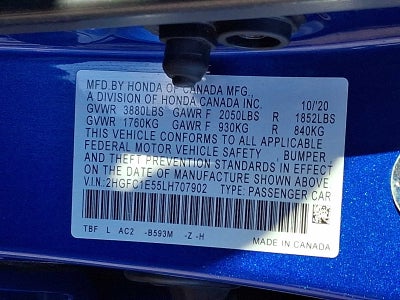 MFD.BY HONDA OF CANADA MFG.,
A DIVISION OF HONDA CANADA INC. 10/'20
GVWR 3880LBS GAWR F 2050LBS R 1852LBS
GVWR 1760KG GAWR F 930KG R 840KG
THIS VEHICLE CONFORMS TO ALL APPLICABLE
FEDERAL MOTOR VEHICLE SAFETY , BUMPER ,
AND THEFT PREVENTION STANDARDS IN EFFECT
ON THE DATE OF MANUFACTURE SHOWN ABOVE.
V.I.N: 2HGFC1E55LH707902 TYPE: PASSENGER CAR
TBF L AC2 -B593M -Z -H
MADE IN CANADA